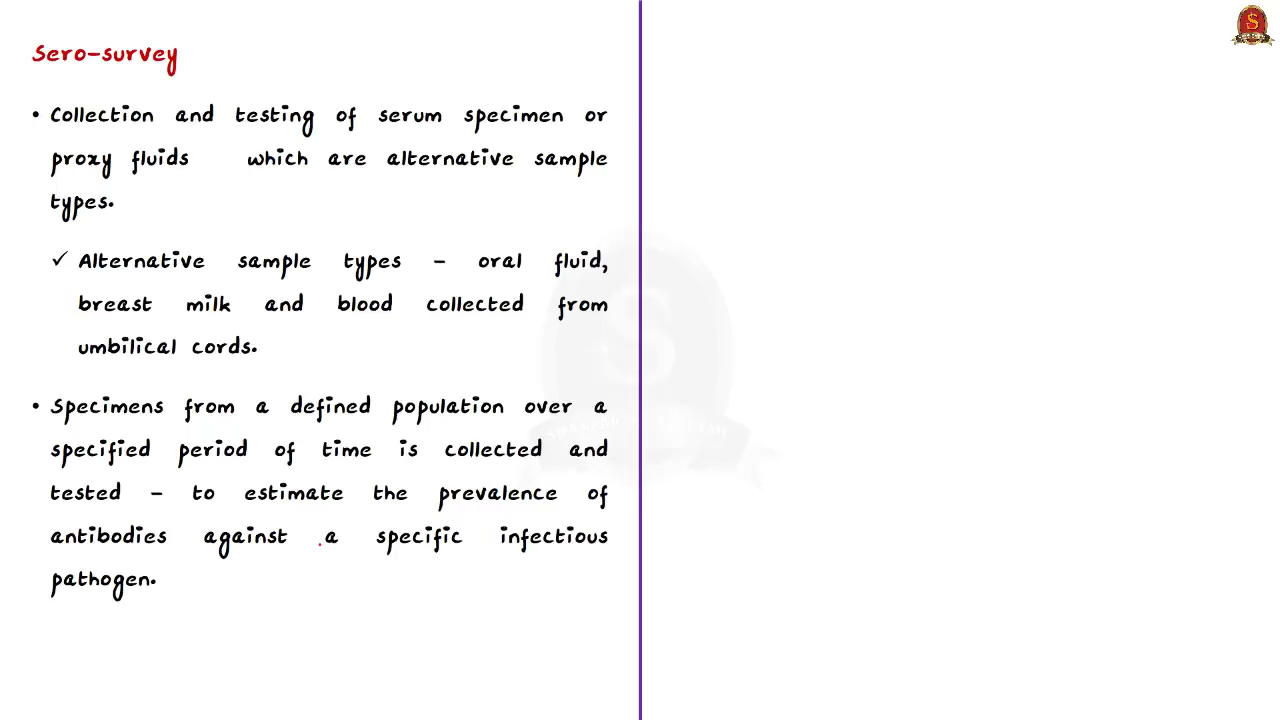 Sero-survey
• Collection and testing of serum specimen or
proxy fluids which are alternative sample
types.
✓ Alternative sample types – oral fluid,
breast milk and blood collected from
umbilical cords.
• Specimens from a defined population over a
specified period of time is collected and
tested – to estimate the prevalence of
antibodies against a specific infectious
pathogen.